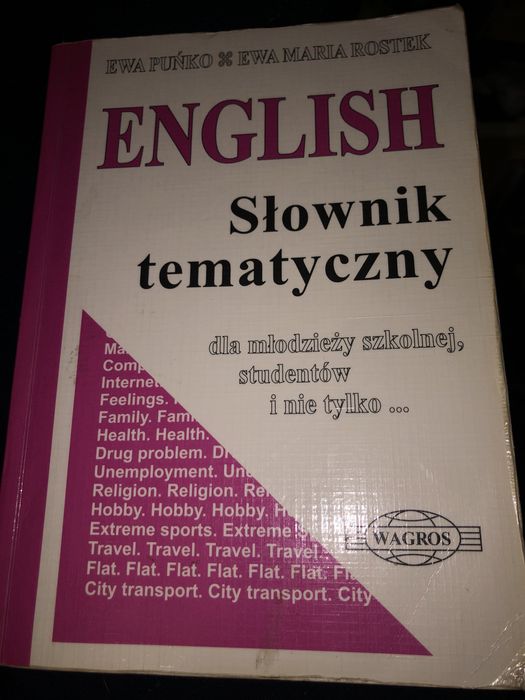 EWA PUŃKO ⌘ EWA MARIA ROSTEK
ENGLISH
Słownik
tematyczny
dla młodzieży szkolnej,
studentów
i nie tylko ...
Internet.
Feelings.
Family.
Health. Health.
Drug problem.
Unemployment.
Religion. Religion.
Hobby. Hobby. Hobby.
Extreme sports. Extreme
Travel. Travel. Travel. Travel.
Flat. Flat. Flat. Flat. Flat. Flat.
City transport. City transport. City
WAGROS